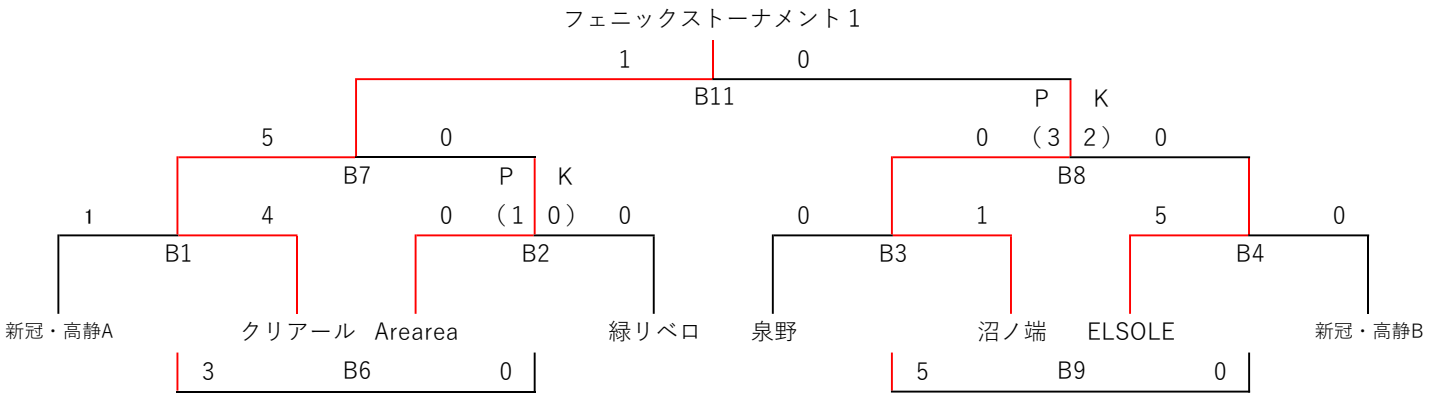 フェニックストーナメント１
1 0
B11
P K
5 0 0 （3 2） 0
B7 P K B8
1 4 0 （1 0） 0 0 1 5 0
B1 B2 B3 B4
新冠・高静A クリアール Arearea 緑リベロ 泉野 沼ノ端 ELSOLE 新冠・高静B
3 B6 0 5 B9 0